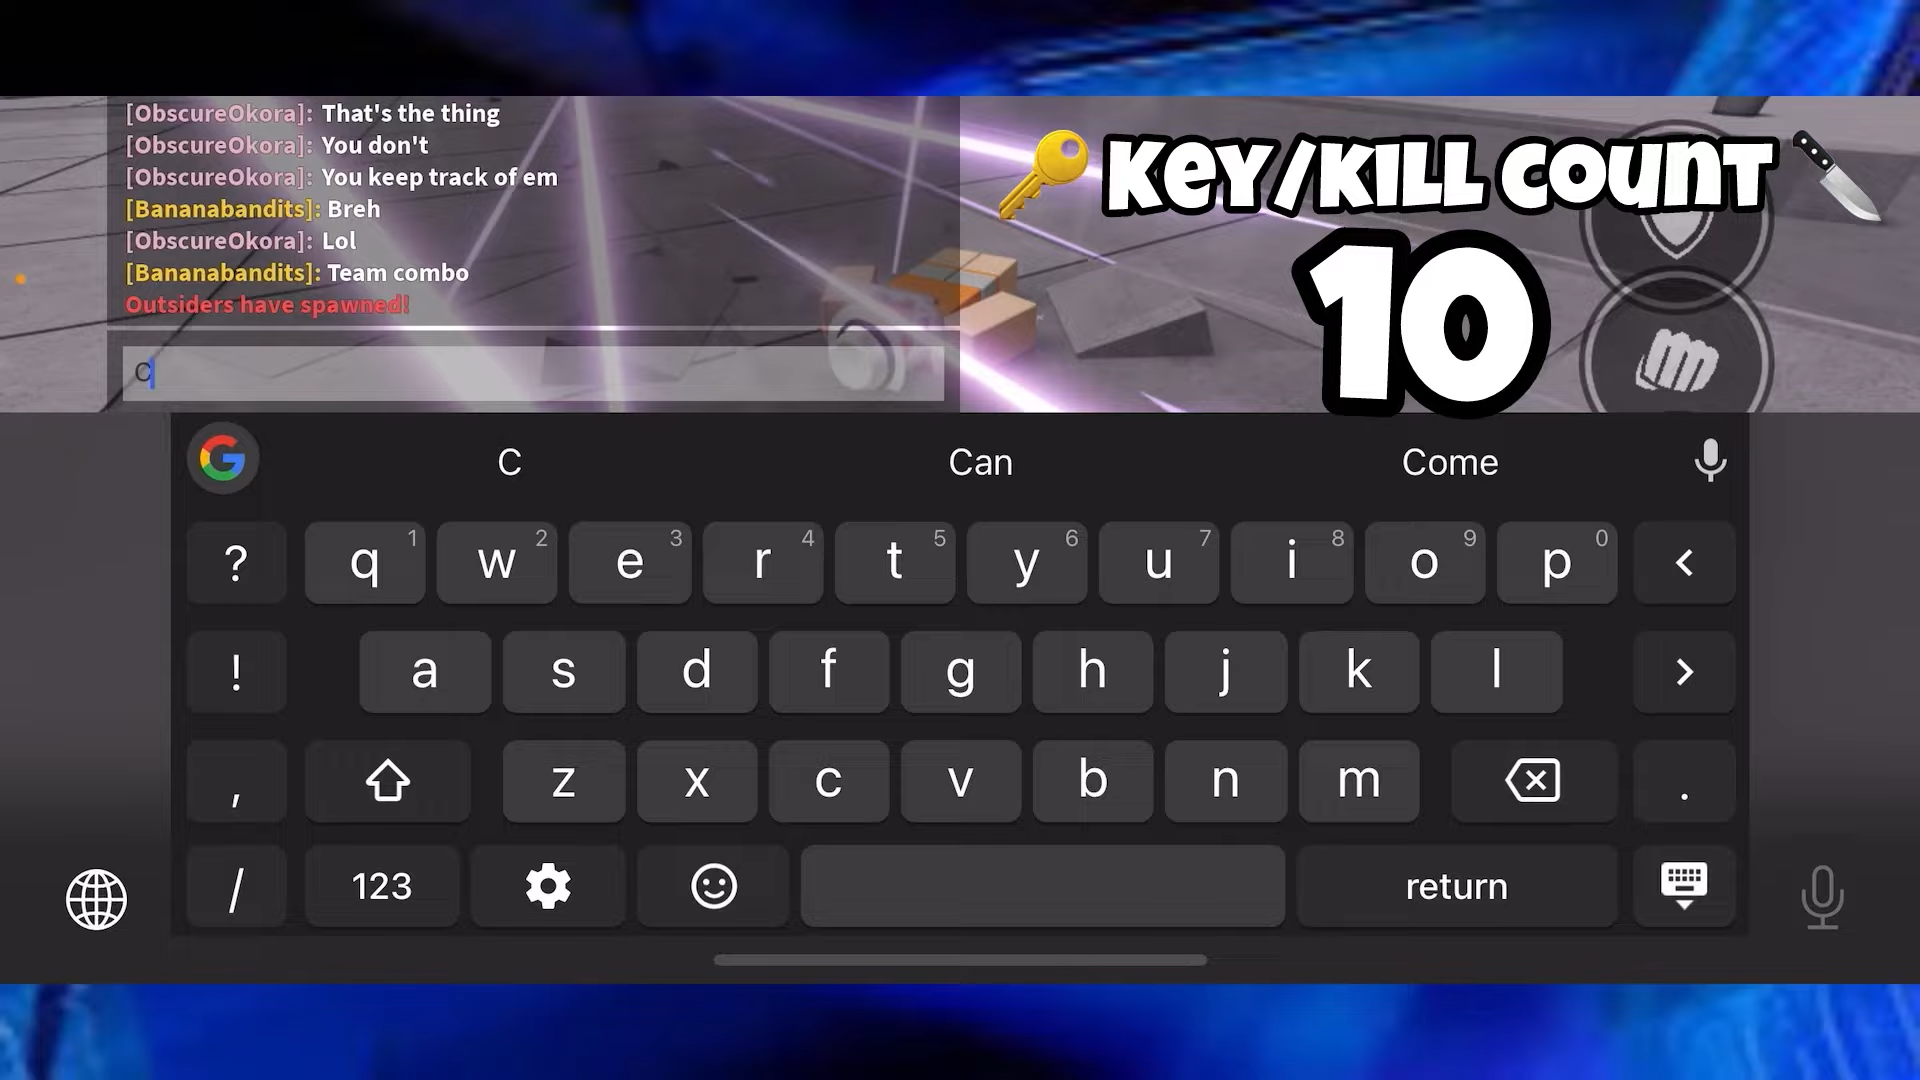 [ObscureOkora]: That's the thing
[ObscureOkora]: You don't
[ObscureOkora]: You keep track of em
[Bananabandits]: Breh
[ObscureOkora]: Lol
[Bananabandits]: Team combo
Outsiders have spawned!
C
KEY/KILL COUNT
10
C Can Come
? q 1 w 2 e 3 r 4 t 5 y 6 u 7 i 8 o 9 p 0 <
! a s d f g h j k l >
, z x c v b n m .
/ 123 return